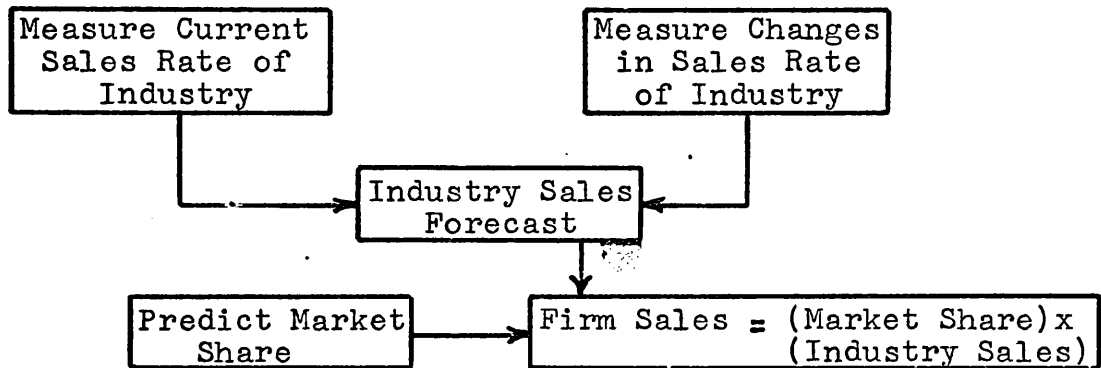 Measure Current
Sales Rate of
Industry
Measure Changes
in Sales Rate
of Industry
Industry Sales
Forecast
Predict Market
Share
Firm Sales = (Market Share)x
(Industry Sales)